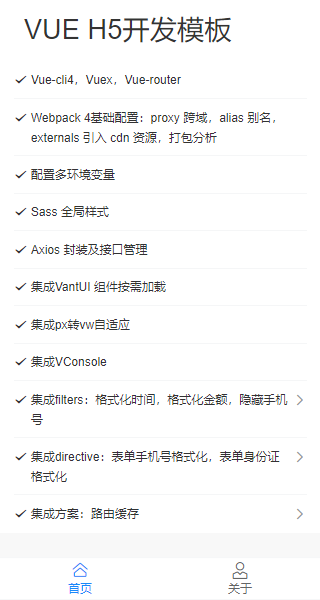 VUE H5开发模板
Vue-cli4，Vuex，Vue-router
Webpack 4基础配置：proxy 跨域，alias 别名，
externals 引入 cdn 资源，打包分析
配置多环境变量
Sass 全局样式
Axios 封装及接口管理
集成VantUI 组件按需加载
集成px转vw自适应
集成VConsole
集成filters：格式化时间，格式化金额，隐藏手机
号
集成directive：表单手机号格式化，表单身份证
格式化
集成方案：路由缓存
首页
关于